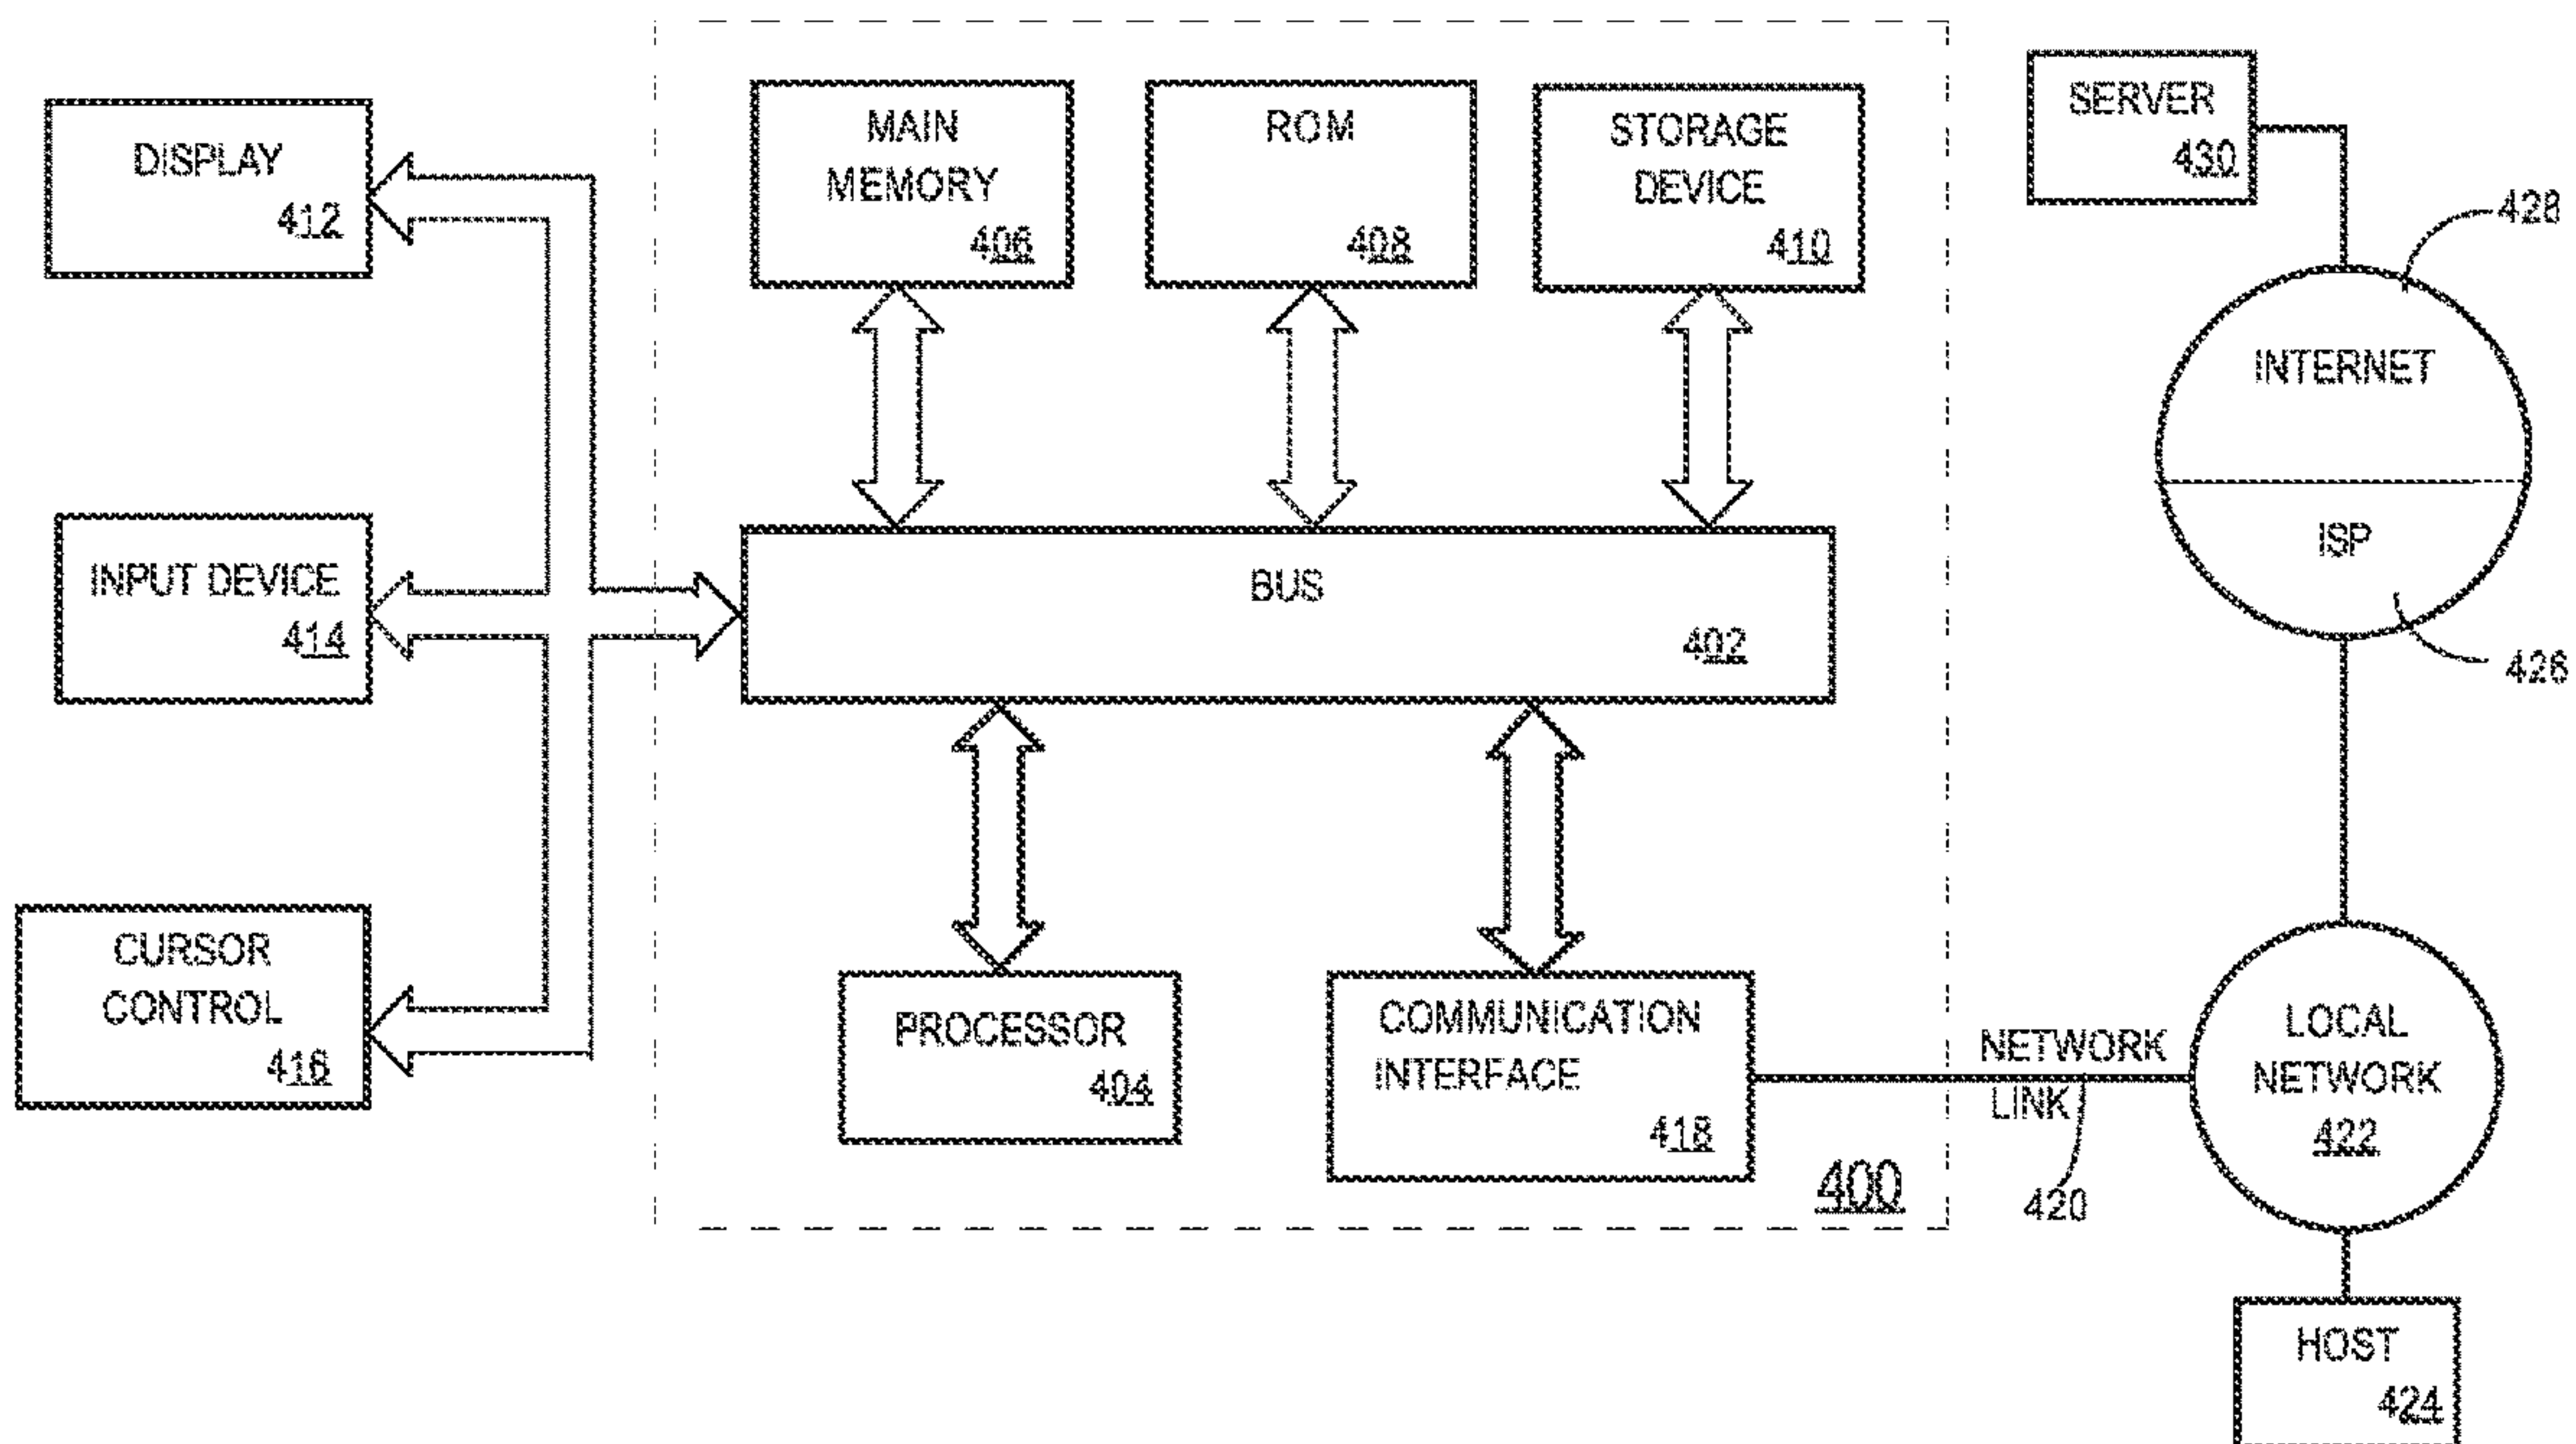 DISPLAY
412
INPUT DEVICE
414
CURSOR
CONTROL
416
MAIN
MEMORY
406
ROM
408
STORAGE
DEVICE
410
BUS
402
PROCESSOR
404
COMMUNICATION
INTERFACE
418
400
SERVER
430
428
INTERNET
ISP
426
NETWORK
LINK
420
LOCAL
NETWORK
422
HOST
424